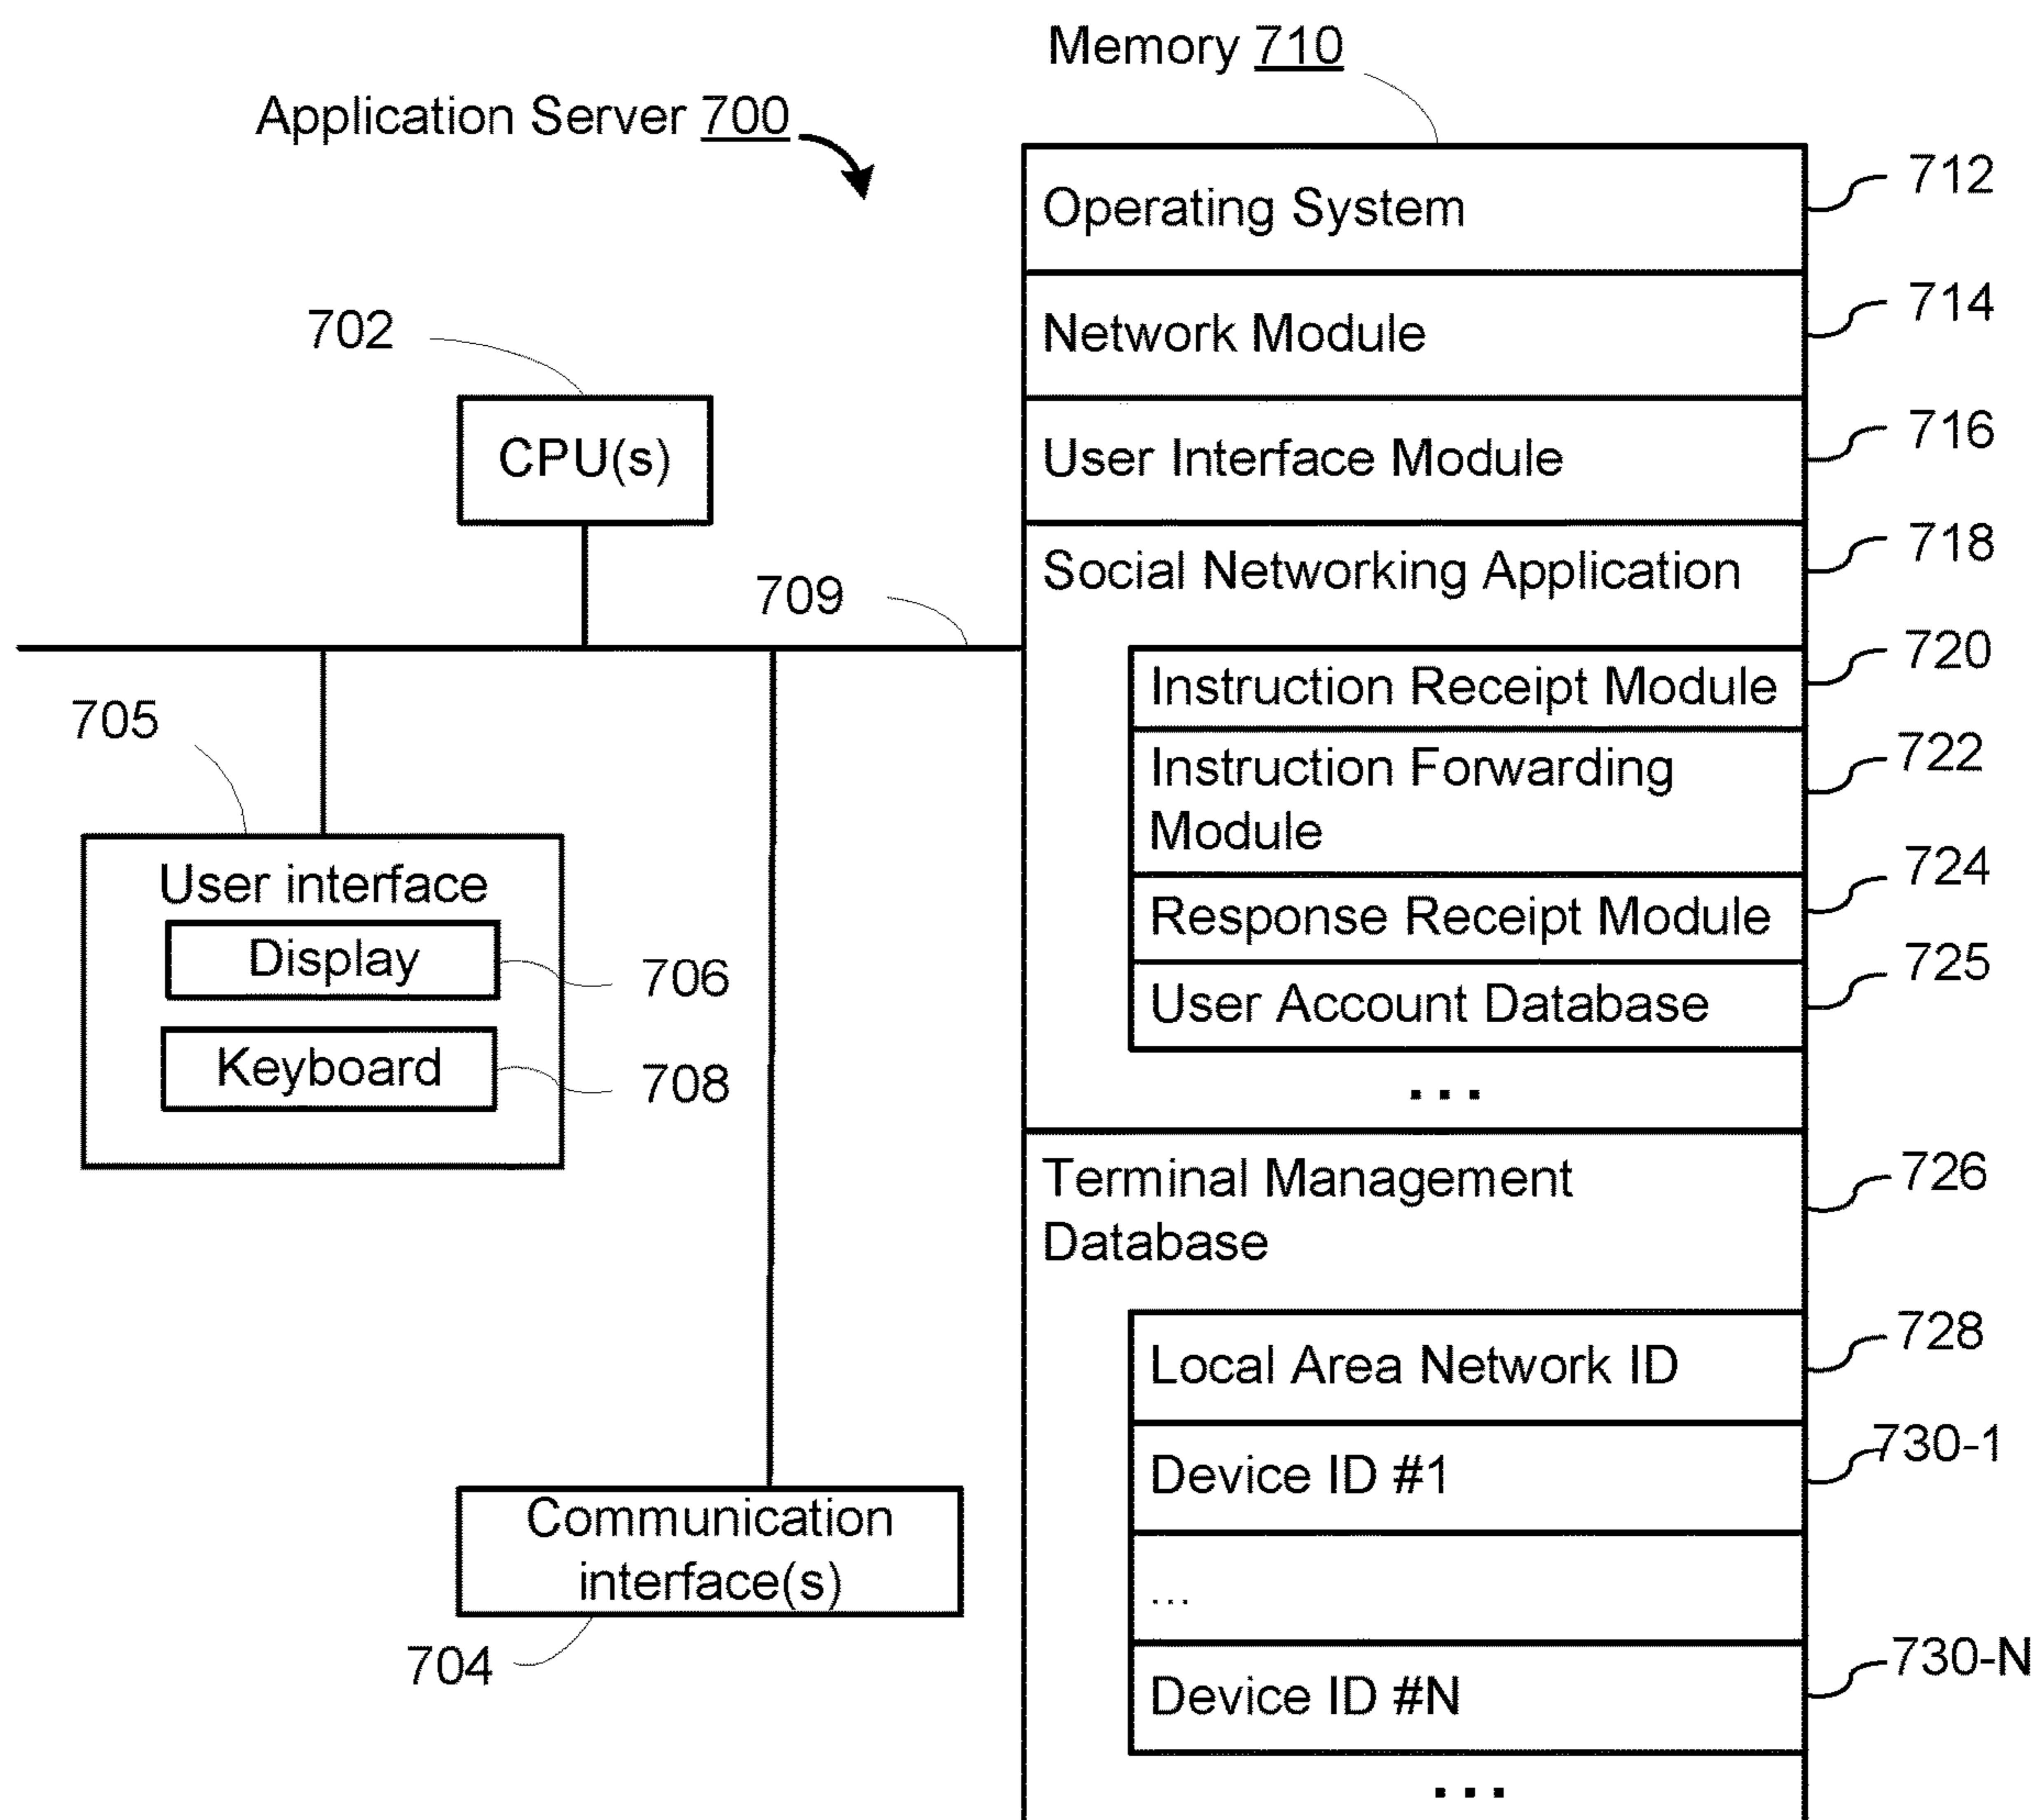 Memory 710
Application Server 700
Operating System
712
Network Module
714
User Interface Module
716
Social Networking Application
718
Instruction Receipt Module
720
Instruction Forwarding
Module
722
Response Receipt Module
724
User Account Database
725
...
Terminal Management
Database
726
Local Area Network ID
728
Device ID #1
730-1
...
Device ID #N
730-N
...
702
CPU(s)
709
705
User interface
Display
706
Keyboard
708
Communication
interface(s)
704